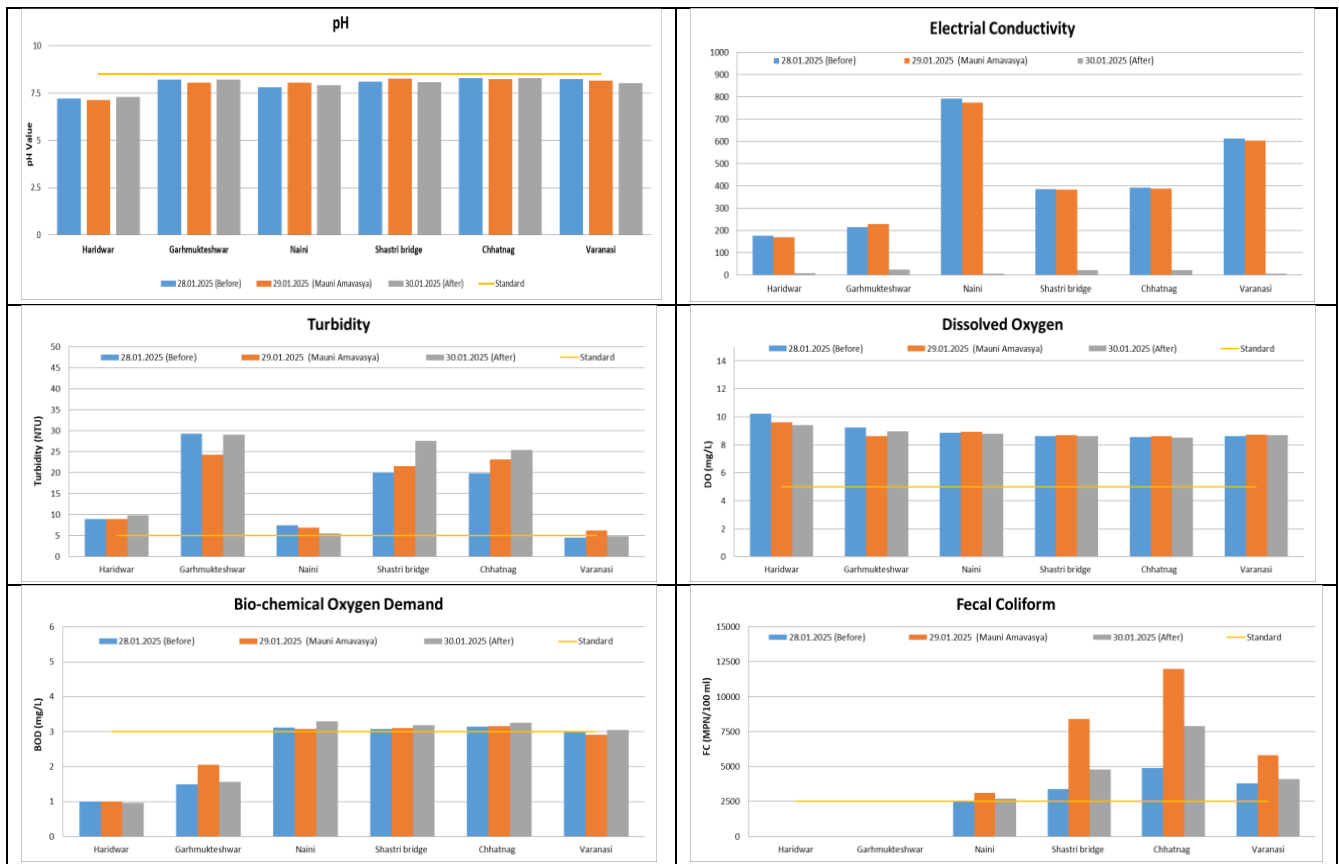 pH
10
7.5
5
2.5
0
pH Value
Haridwar Garhmukteshwar Naini Shastri bridge Chhatnag Varanasi
28.01.2025 (Before) 29.01.2025 (Mauni Amavasya) 30.01.2025 (After) Standard
Electrial Conductivity
28.01.2025 (Before) 29.01.2025 (Mauni Amavasya) 30.01.2025 (After)
1000
900
800
700
600
500
400
300
200
100
0
Haridwar Garhmukteshwar Naini Shastri bridge Chhatnag Varanasi
Turbidity
28.01.2025 (Before) 29.01.2025 (Mauni Amavasya) 30.01.2025 (After) Standard
50
45
40
35
30
25
20
15
10
5
0
Turbidity (NTU)
Haridwar Garhmukteshwar Naini Shastri bridge Chhatnag Varanasi
Dissolved Oxygen
28.01.2025 (Before) 29.01.2025 (Mauni Amavasya) 30.01.2025 (After) Standard
14
12
10
8
6
4
2
0
DO (mg/L)
Haridwar Garhmukteshwar Naini Shastri bridge Chhatnag Varanasi
Bio-chemical Oxygen Demand
28.01.2025 (Before) 29.01.2025 (Mauni Amavasya) 30.01.2025 (After) Standard
6
5
4
3
2
1
0
BOD (mg/L)
Haridwar Garhmukteshwar Naini Shastri bridge Chhatnag Varanasi
Fecal Coliform
28.01.2025 (Before) 29.01.2025 (Mauni Amavasya) 30.01.2025 (After) Standard
15000
12500
10000
7500
5000
2500
0
FC (MPN/100 ml)
Haridwar Garhmukteshwar Naini Shastri bridge Chhatnag Varanasi